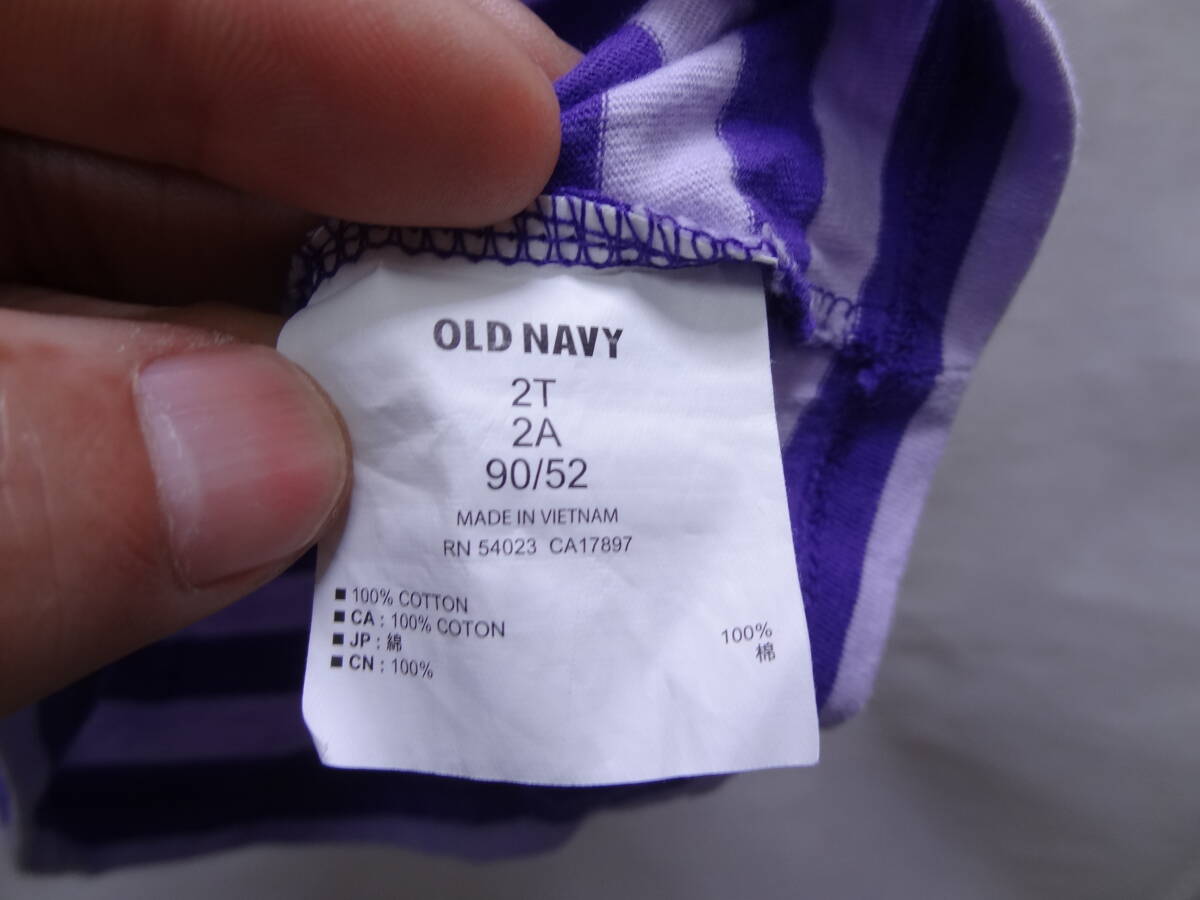 OLD NAVY
2T
2A
90/52
MADE IN VIETNAM
RN 54023 CA17897
■ 100% COTTON
■ CA : 100% COTON
■ JP : 綿 100%
■ CN : 100% 棉